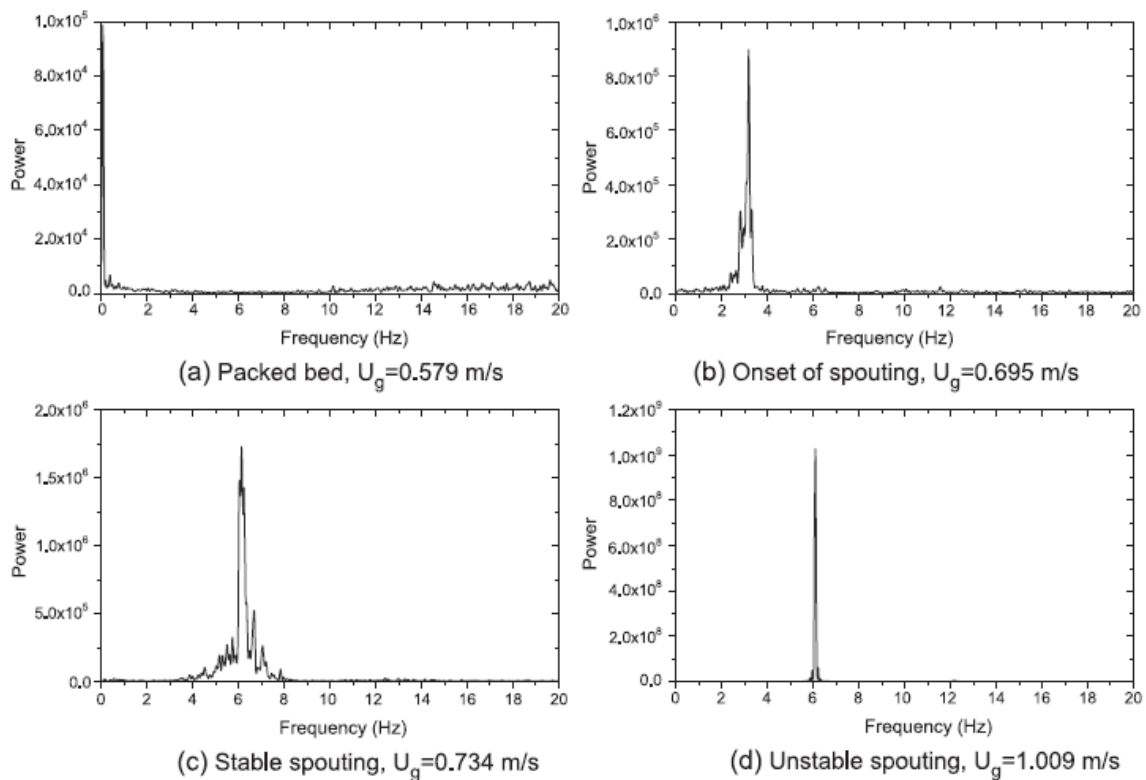 1.0x10⁵
8.0x10⁴
6.0x10⁴
4.0x10⁴
2.0x10⁴
0.0
Power
0 2 4 6 8 10 12 14 16 18 20
Frequency (Hz)
(a) Packed bed, U_g=0.579 m/s
1.0x10⁶
8.0x10⁵
6.0x10⁵
4.0x10⁵
2.0x10⁵
0.0
Power
0 2 4 6 8 10 12 14 16 18 20
Frequency (Hz)
(b) Onset of spouting, U_g=0.695 m/s
2.0x10⁶
1.5x10⁶
1.0x10⁶
5.0x10⁵
0.0
Power
0 2 4 6 8 10 12 14 16 18 20
Frequency (Hz)
(c) Stable spouting, U_g=0.734 m/s
1.2x10⁹
1.0x10⁹
8.0x10⁸
6.0x10⁸
4.0x10⁸
2.0x10⁸
0.0
Power
0 2 4 6 8 10 12 14 16 18 20
Frequency (Hz)
(d) Unstable spouting, U_g=1.009 m/s